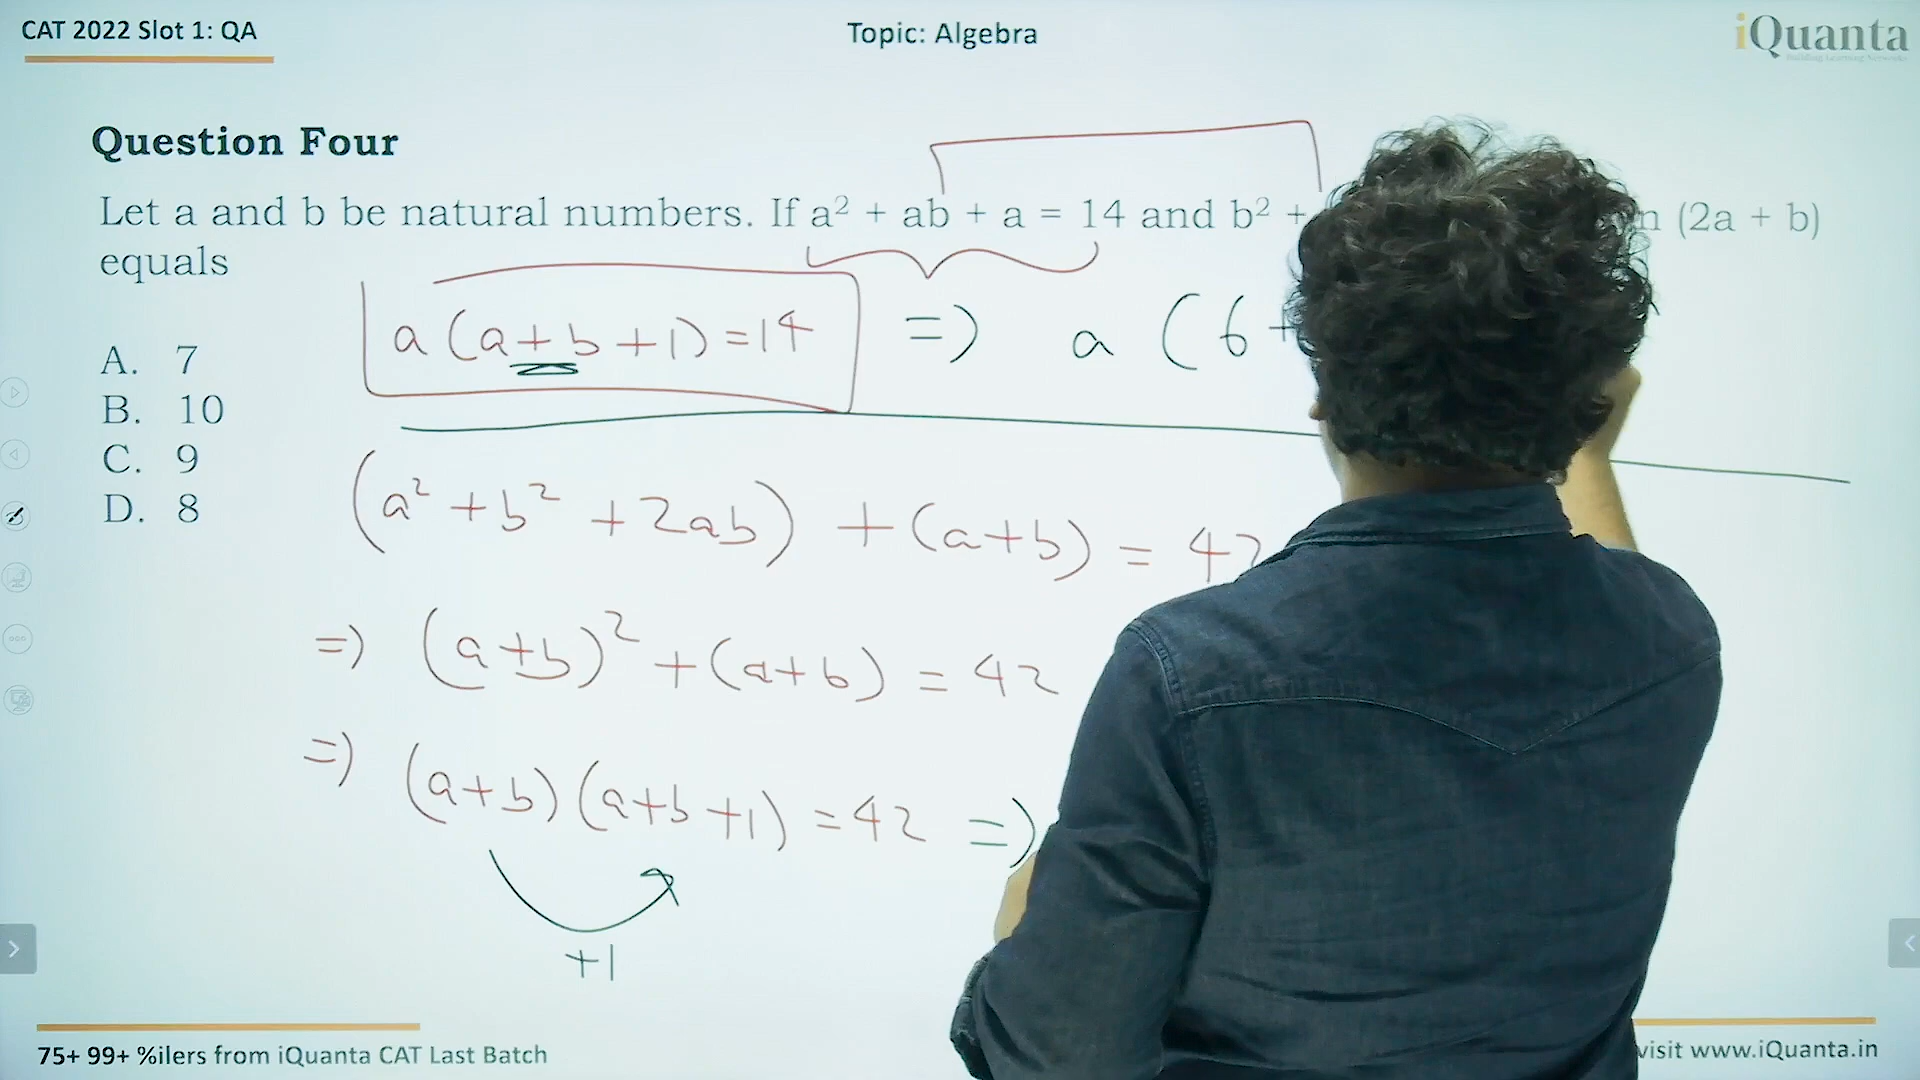 CAT 2022 Slot 1: QA
Topic: Algebra
iQuanta
Question Four
Let a and b be natural numbers. If a² + ab + a = 14 and b² + n (2a + b)
equals
a(a+b+1)=14 => a(6+
A. 7
B. 10
C. 9
D. 8
(a² + b² + 2ab) + (a+b) = 42
=> (a+b)² + (a+b) = 42
=> (a+b)(a+b+1) = 42 =>
+1
75+ 99+ %ilers from iQuanta CAT Last Batch
visit www.iQuanta.in